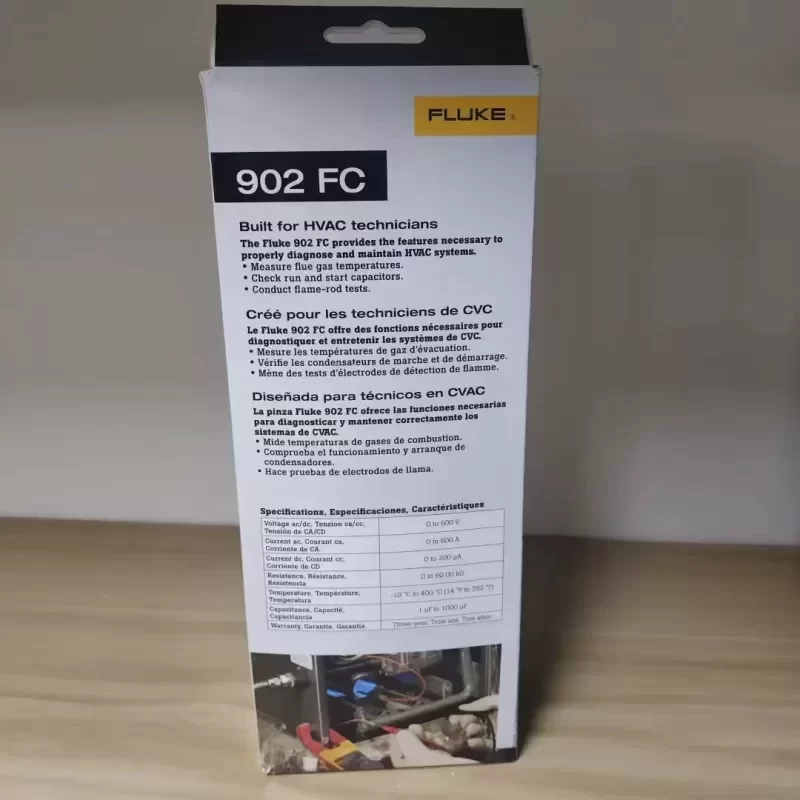 FLUKE®
902 FC
Built for HVAC technicians
The Fluke 902 FC provides the features necessary to
properly diagnose and maintain HVAC systems.
• Measure flue gas temperatures.
• Check run and start capacitors.
• Conduct flame-rod tests.
Créé pour les techniciens de CVC
Le Fluke 902 FC offre des fonctions nécessaires pour
diagnostiquer et entretenir les systèmes de CVC.
• Mesure les températures de gaz d'évacuation.
• Vérifie les condensateurs de marche et de démarrage.
• Mène des tests d'électrodes de détection de flamme.
Diseñada para técnicos en CVAC
La pinza Fluke 902 FC ofrece las funciones necesarias
para diagnosticar y mantener correctamente los
sistemas de CVAC.
• Mide temperaturas de gases de combustion.
• Comprueba el funcionamiento y arranque de
condensadores.
• Hace pruebas de electrodos de llama.
Specifications, Especificaciones, Caractéristiques
Voltage ac/dc, Tension ca/cc,
Tensión de CA/CD
0 to 600 V
Current ac, Courant ca,
Corriente de CA
0 to 600 A
Current dc, Courant cc,
Corriente de CD
0 to 200 µA
Resistance, Résistance,
Resistencia
0 to 60.00 kΩ
Temperature, Température,
Temperatura
-10 °C to 400 °C (14 °F to 752 °F)
Capacitance, Capacité,
Capacitancia
1 µF to 1000 µF
Warranty, Garantie, Garantía
Three-year, Trois ans, Tres años